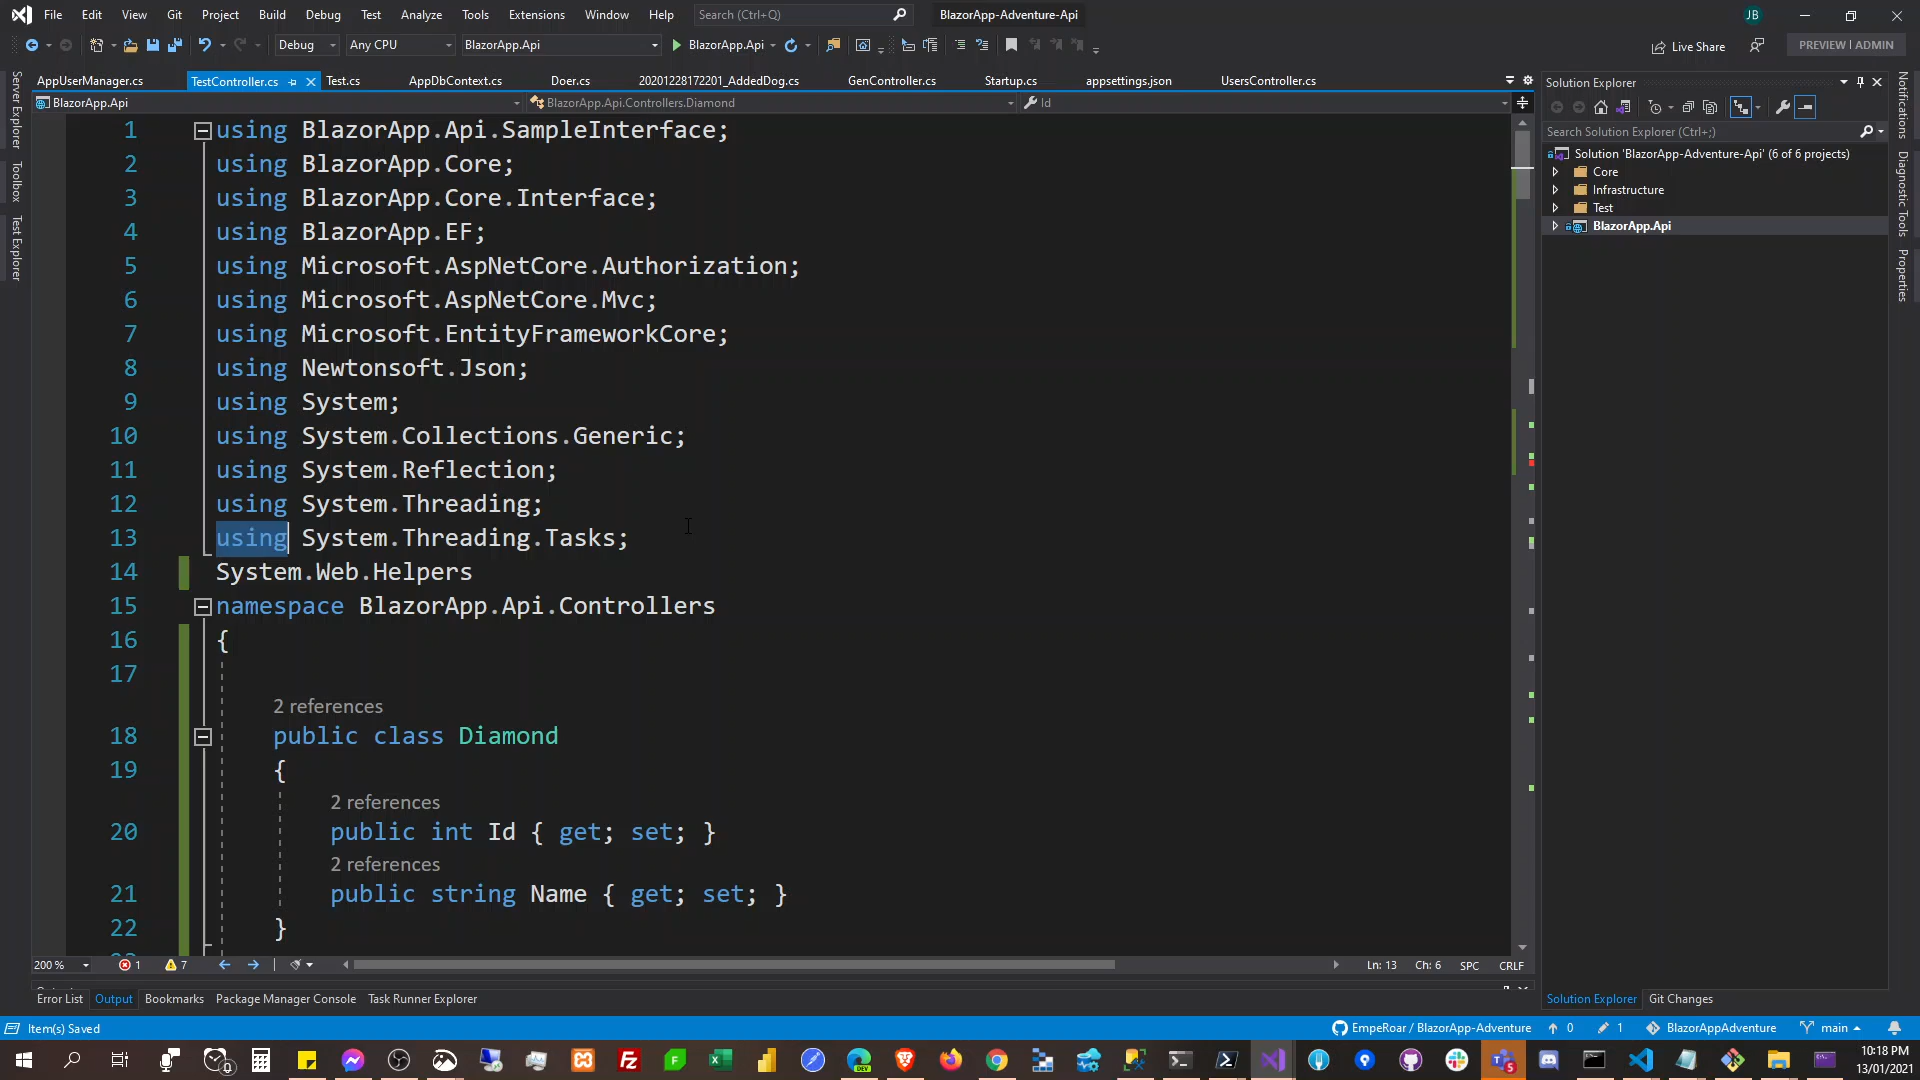 File Edit View Git Project Build Debug Test Analyze Tools Extensions Window Help Search (Ctrl+Q) BlazorApp-Adventure-Api JB
Debug Any CPU BlazorApp.Api BlazorApp.Api Live Share PREVIEW | ADMIN
AppUserManager.cs TestController.cs Test.cs AppDbContext.cs Doer.cs 20201228172201_AddedDog.cs GenController.cs Startup.cs appsettings.json UsersController.cs
BlazorApp.Api BlazorApp.Api.Controllers.Diamond Id
Server Explorer
Toolbox
Test Explorer
1 using BlazorApp.Api.SampleInterface;
2 using BlazorApp.Core;
3 using BlazorApp.Core.Interface;
4 using BlazorApp.EF;
5 using Microsoft.AspNetCore.Authorization;
6 using Microsoft.AspNetCore.Mvc;
7 using Microsoft.EntityFrameworkCore;
8 using Newtonsoft.Json;
9 using System;
10 using System.Collections.Generic;
11 using System.Reflection;
12 using System.Threading;
13 using System.Threading.Tasks;
14 System.Web.Helpers
15 namespace BlazorApp.Api.Controllers
16 {
17
2 references
18 public class Diamond
19 {
2 references
20 public int Id { get; set; }
2 references
21 public string Name { get; set; }
22 }
200 % 1 7 Ln: 13 Ch: 6 SPC CRLF
Error List Output Bookmarks Package Manager Console Task Runner Explorer
Solution Explorer
Search Solution Explorer (Ctrl+;)
Solution 'BlazorApp-Adventure-Api' (6 of 6 projects)
Core
Infrastructure
Test
BlazorApp.Api
Solution Explorer Git Changes
Notifications
Diagnostic Tools
Properties
Item(s) Saved EmpeRoar / BlazorApp-Adventure 0 1 BlazorAppAdventure main
10:18 PM
13/01/2021